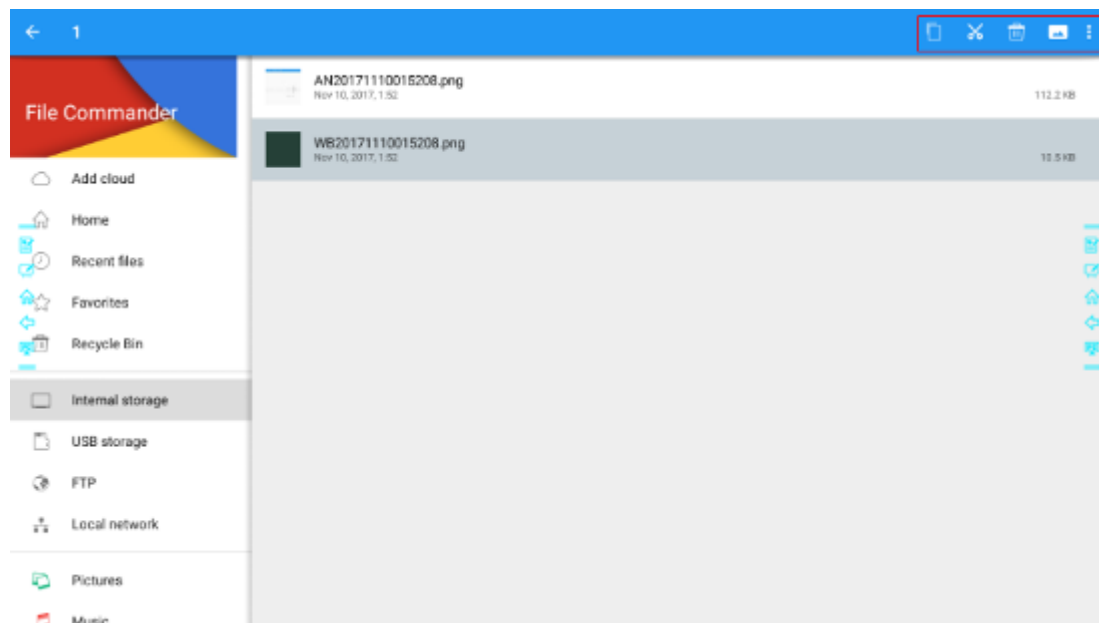 1
File Commander
Add cloud
Home
Recent files
Favorites
Recycle Bin
Internal storage
USB storage
FTP
Local network
Pictures
Music
AN20171110015208.png
Nov 10, 2017, 1:52
112.2 KB
WB20171110015208.png
Nov 10, 2017, 1:52
10.5 KB